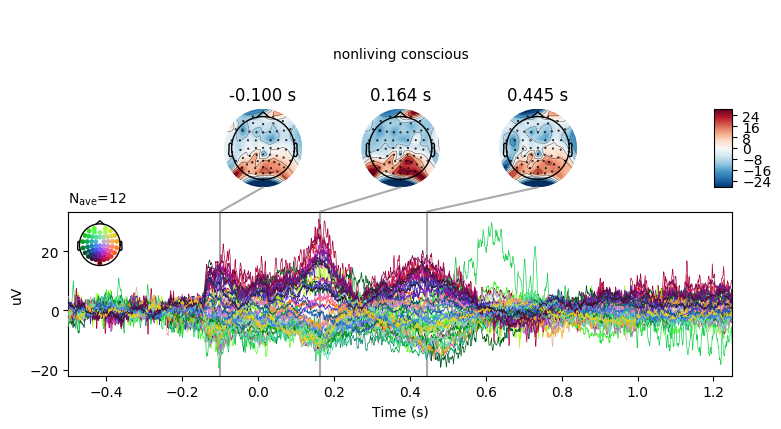 nonliving conscious
-0.100 s 0.164 s 0.445 s
24
16
8
0
−8
−16
−24
Nave=12
20
0
−20
uV
−0.4 −0.2 0.0 0.2 0.4 0.6 0.8 1.0 1.2
Time (s)